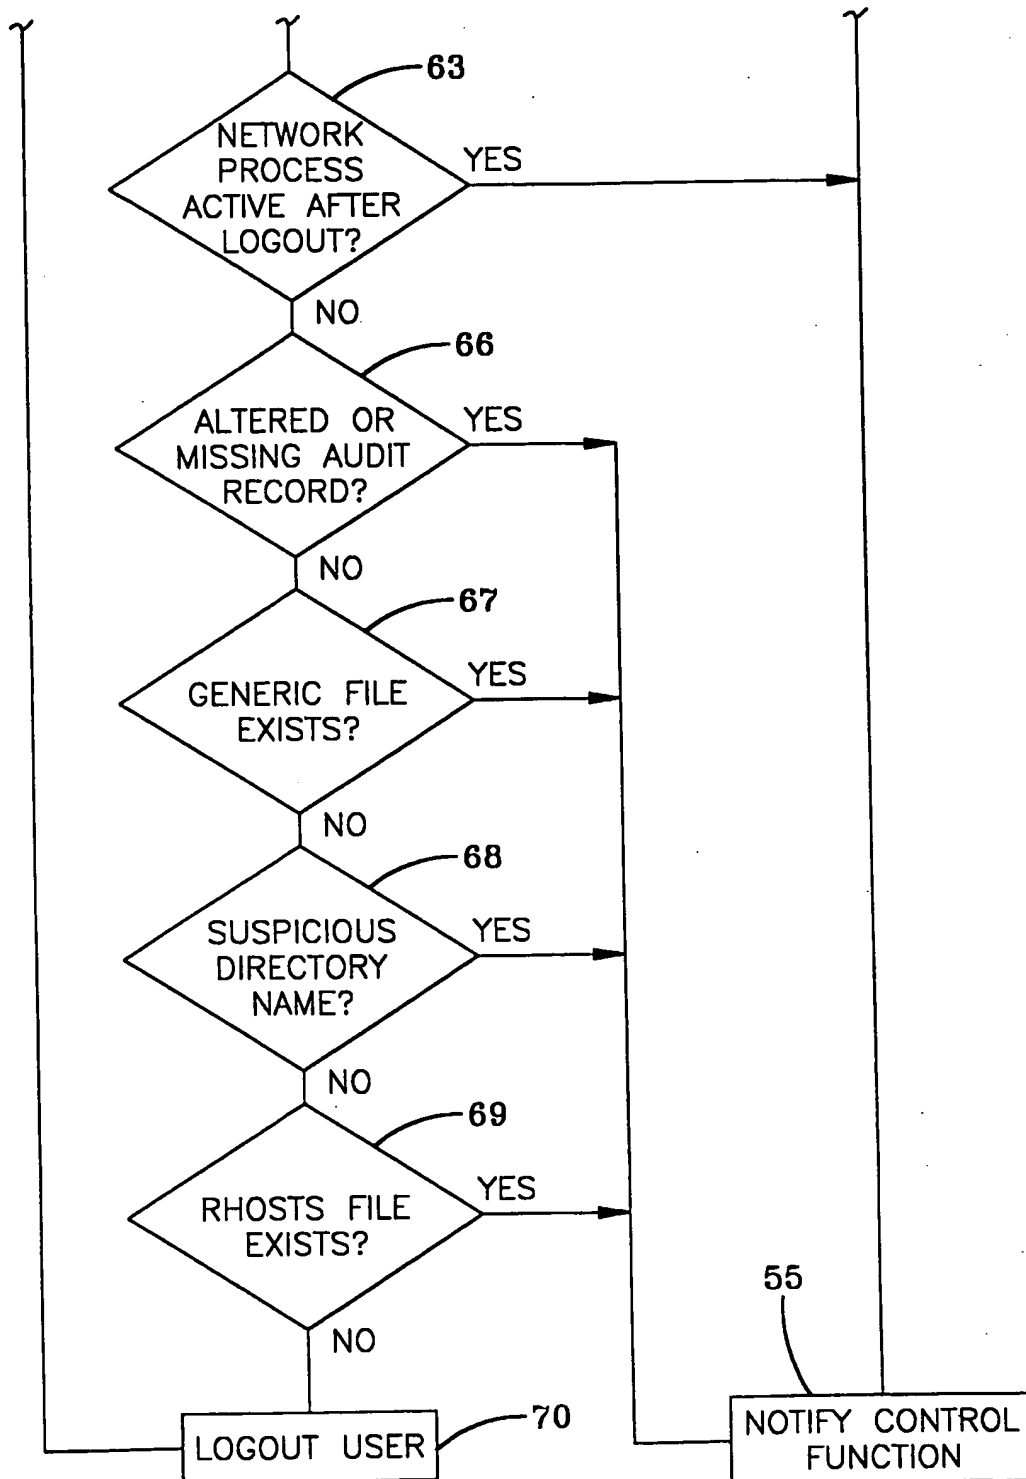 63
NETWORK
PROCESS
ACTIVE AFTER
LOGOUT?
YES
NO
66
ALTERED OR
MISSING AUDIT
RECORD?
YES
NO
67
GENERIC FILE
EXISTS?
YES
NO
68
SUSPICIOUS
DIRECTORY
NAME?
YES
NO
69
RHOSTS FILE
EXISTS?
YES
NO
55
LOGOUT USER
70
NOTIFY CONTROL
FUNCTION